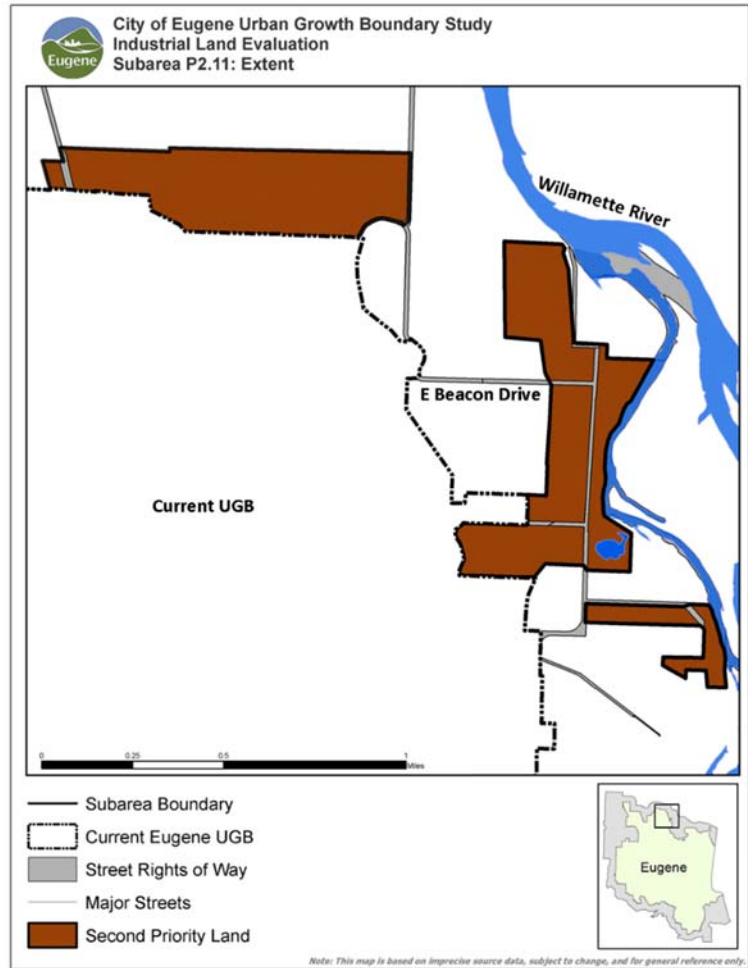 City of Eugene Urban Growth Boundary Study
Industrial Land Evaluation
Subarea P2.11: Extent
Eugene
Willamette River
E Beacon Drive
Current UGB
0 0.25 0.5 1
Miles
Subarea Boundary
Current Eugene UGB
Street Rights of Way
Major Streets
Second Priority Land
Eugene
Note: This map is based on imprecise source data, subject to change, and for general reference only.